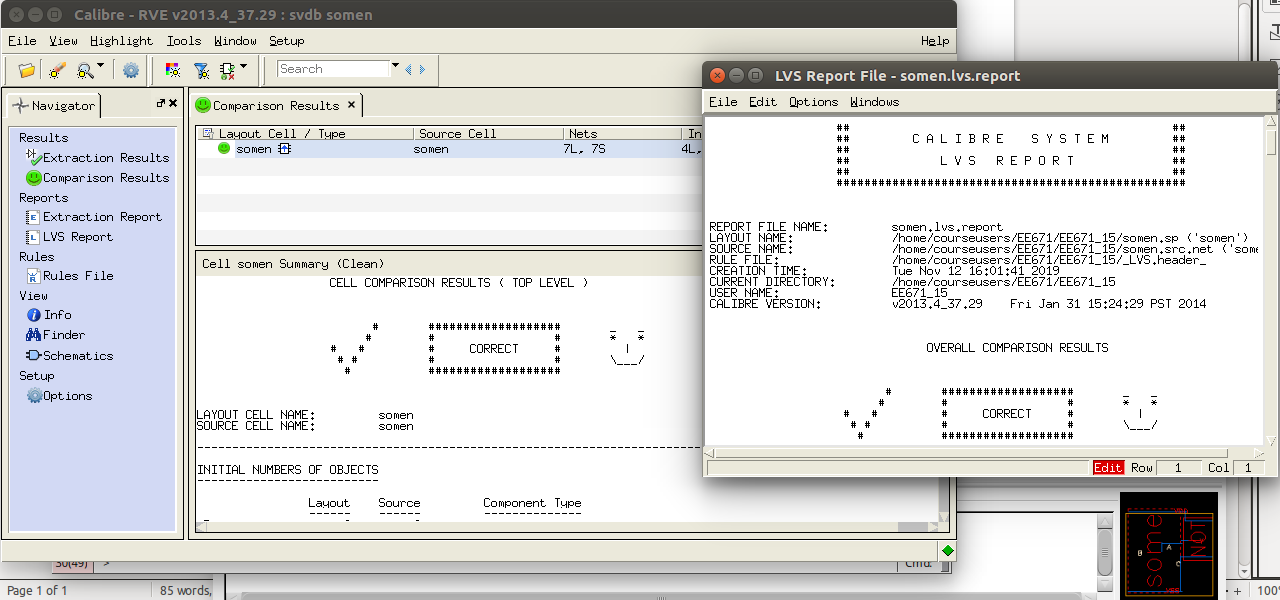 Calibre - RVE v2013.4_37.29 : svdb somen
File View Highlight Tools Window Setup Help
Search
Navigator
Results
Extraction Results
Comparison Results
Reports
Extraction Report
LVS Report
Rules
Rules File
View
Info
Finder
Schematics
Setup
Options
Comparison Results
Layout Cell / Type Source Cell Nets
somen somen 7L, 7S 4L,
Cell somen Summary (Clean)
CELL COMPARISON RESULTS ( TOP LEVEL )
# ################### _ _
# # # * *
# # # CORRECT # |
# # # # \___/
# ###################
LAYOUT CELL NAME: somen
SOURCE CELL NAME: somen
INITIAL NUMBERS OF OBJECTS
Layout Source Component Type
LVS Report File - somen.lvs.report
File Edit Options Windows
## ##
## C A L I B R E S Y S T E M ##
## ##
## L V S R E P O R T ##
## ##
##################################################
REPORT FILE NAME: somen.lvs.report
LAYOUT NAME: /home/courseusers/EE671/EE671_15/somen.sp ('somen')
SOURCE NAME: /home/courseusers/EE671/EE671_15/somen.src.net ('some
RULE FILE: /home/courseusers/EE671/EE671_15/_LVS.header_
CREATION TIME: Tue Nov 12 16:01:41 2019
CURRENT DIRECTORY: /home/courseusers/EE671/EE671_15
USER NAME: EE671_15
CALIBRE VERSION: v2013.4_37.29 Fri Jan 31 15:24:29 PST 2014
OVERALL COMPARISON RESULTS
# ################### _ _
# # # * *
# # # CORRECT # |
# # # # \___/
# ###################
Edit Row 1 Col 1
30(49) > Cmd:
some
NOT
A
B
C
Page 1 of 1 85 words,
+ 100%